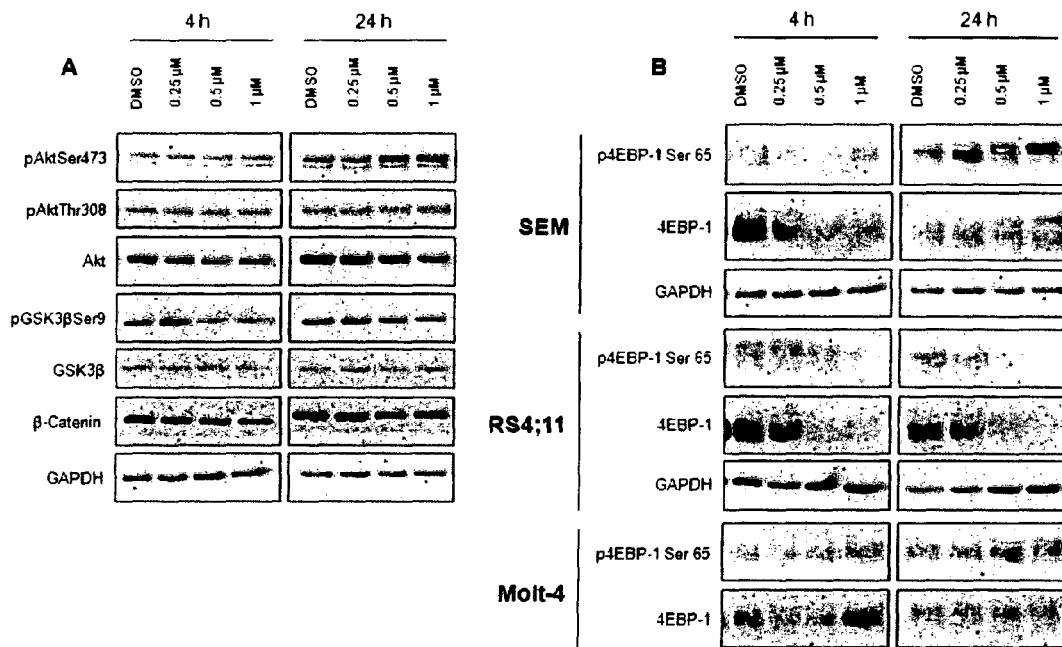 4 h
24 h
A
DMSO
0.25 µM
0.5 µM
1 µM
DMSO
0.25 µM
0.5 µM
1 µM
pAktSer473
pAktThr308
Akt
pGSK3βSer9
GSK3β
β-Catenin
GAPDH
4 h
24 h
B
DMSO
0.25 µM
0.5 µM
1 µM
DMSO
0.25 µM
0.5 µM
1 µM
SEM
p4EBP-1 Ser 65
4EBP-1
GAPDH
RS4;11
p4EBP-1 Ser 65
4EBP-1
GAPDH
Molt-4
p4EBP-1 Ser 65
4EBP-1